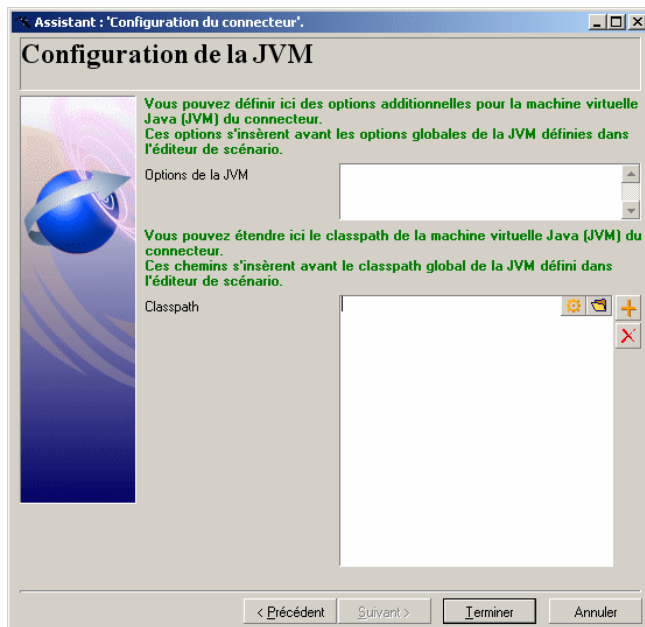 Assistant : 'Configuration du connecteur'.
Configuration de la JVM
Vous pouvez définir ici des options additionnelles pour la machine virtuelle
Java (JVM) du connecteur.
Ces options s'insèrent avant les options globales de la JVM définies dans
l'éditeur de scénario.
Options de la JVM
Vous pouvez étendre ici le classpath de la machine virtuelle Java (JVM) du
connecteur.
Ces chemins s'insèrent avant le classpath global de la JVM défini dans
l'éditeur de scénario.
Classpath
< Précédent Suivant > Terminer Annuler